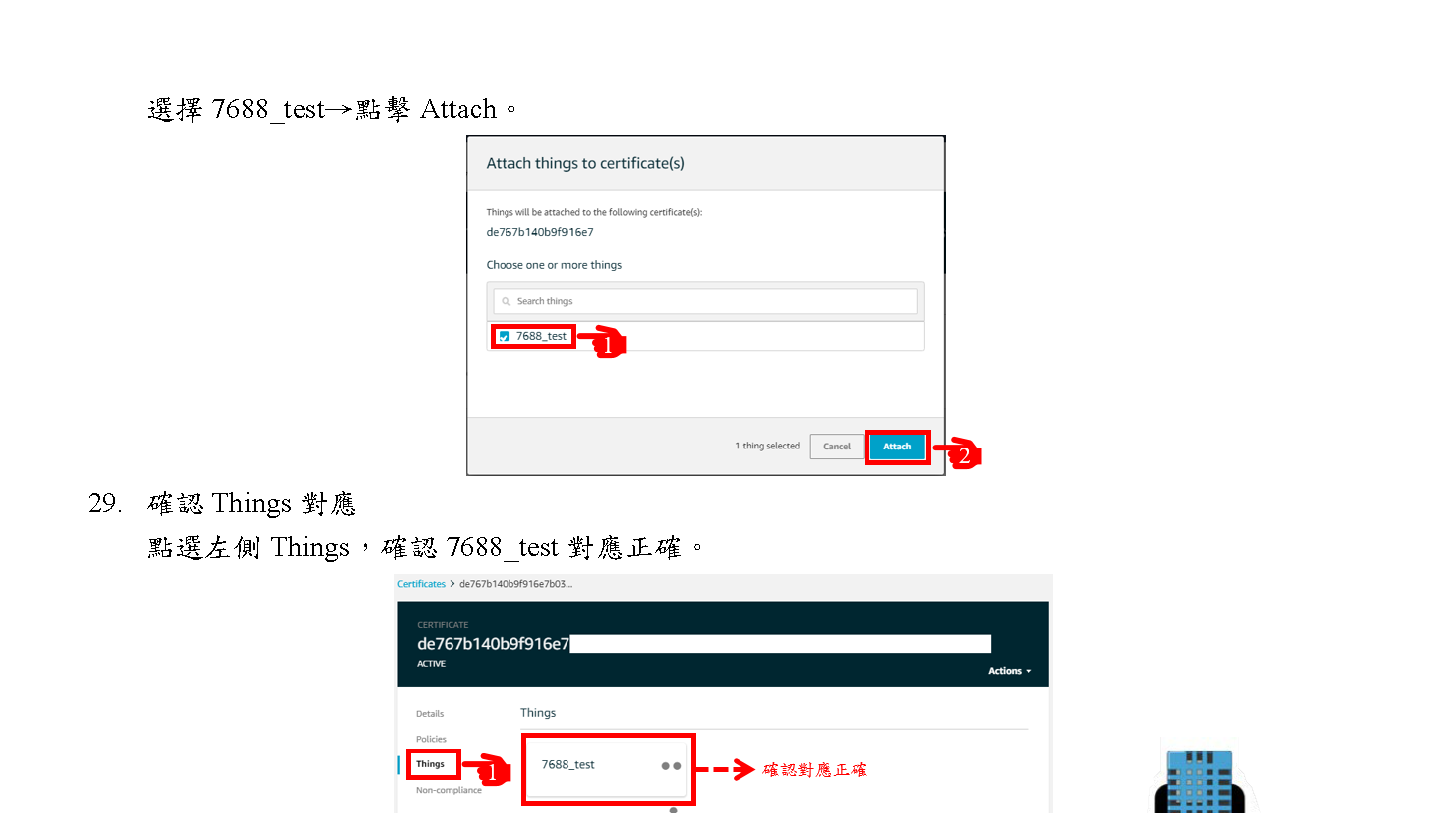 選擇 7688_test→點擊 Attach。
Attach things to certificate(s)
Things will be attached to the following certificate(s):
de767b140b9f916e7
Choose one or more things
Search things
7688_test
1
1 thing selected
Cancel
Attach
2
29. 確認 Things 對應
點選左側 Things，確認 7688_test 對應正確。
Certificates > de767b140b9f916e7b03...
CERTIFICATE
de767b140b9f916e7
ACTIVE
Actions
Details
Things
Policies
Things
1
7688_test
確認對應正確
Non-compliance